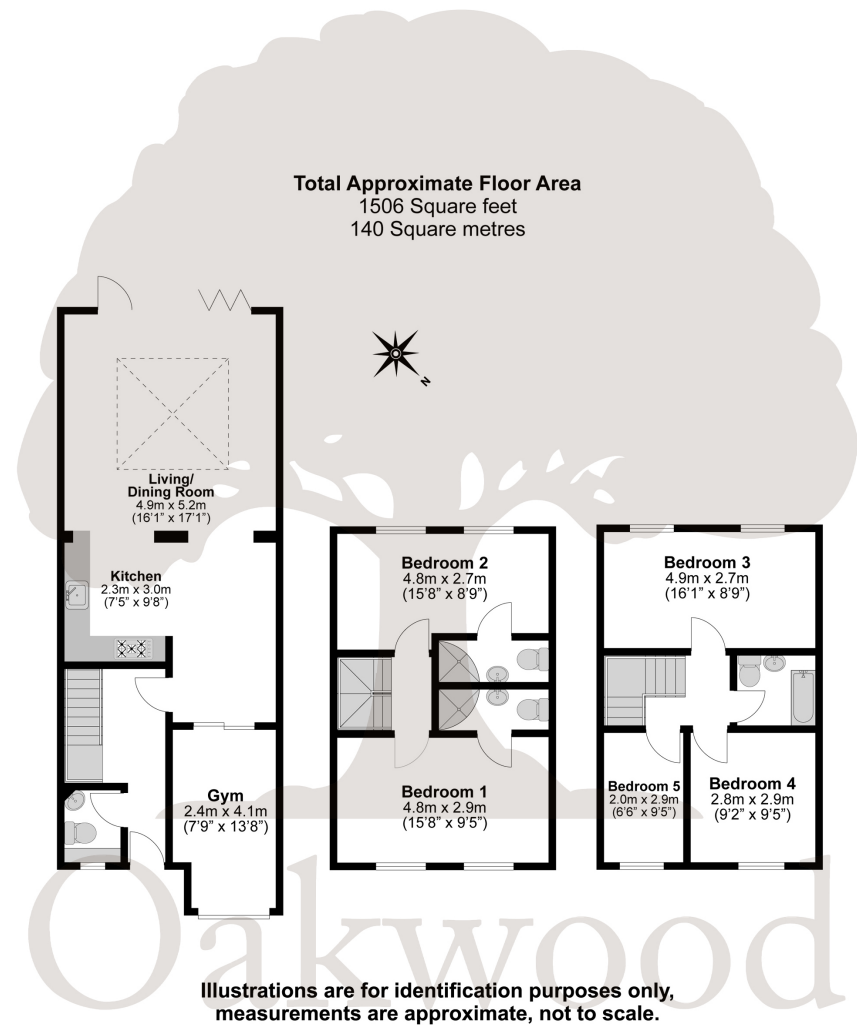 Total Approximate Floor Area
1506 Square feet
140 Square metres
N
Living/
Dining Room
4.9m x 5.2m
(16'1" x 17'1")
Kitchen
2.3m x 3.0m
(7'5" x 9'8")
Gym
2.4m x 4.1m
(7'9" x 13'8")
Bedroom 2
4.8m x 2.7m
(15'8" x 8'9")
Bedroom 1
4.8m x 2.9m
(15'8" x 9'5")
Bedroom 3
4.9m x 2.7m
(16'1" x 8'9")
Bedroom 5
2.0m x 2.9m
(6'6" x 9'5")
Bedroom 4
2.8m x 2.9m
(9'2" x 9'5")
Oakwood
Illustrations are for identification purposes only,
measurements are approximate, not to scale.